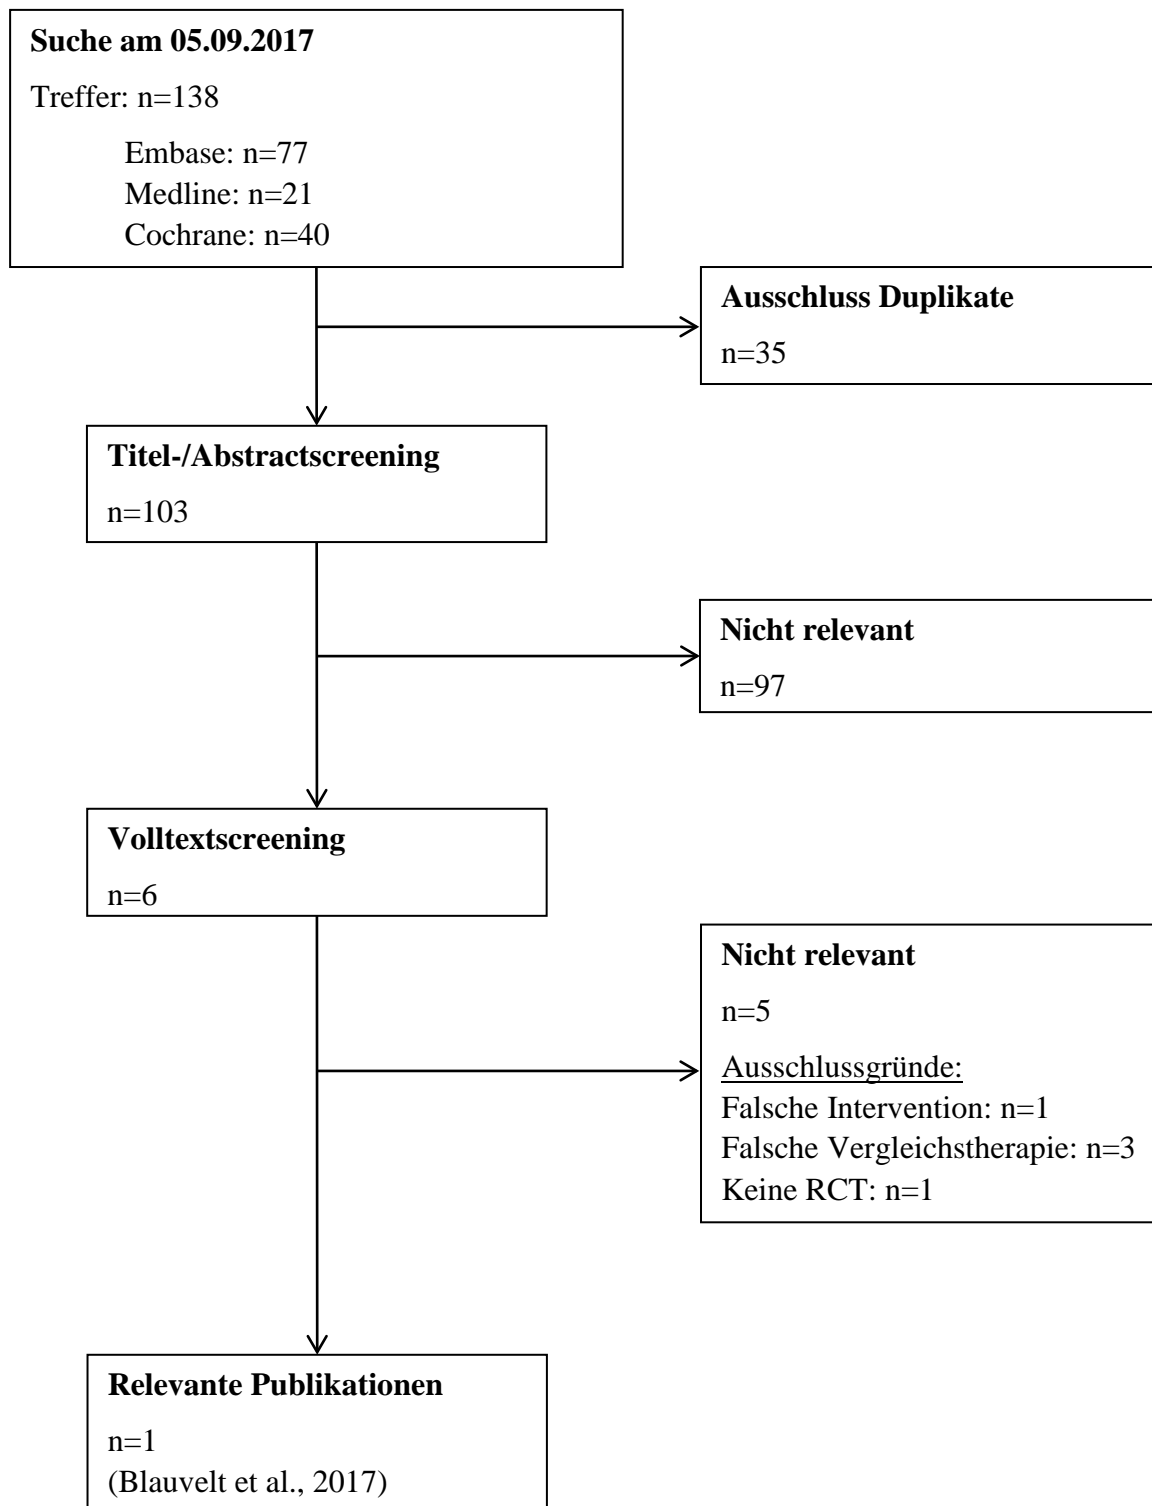 Suche am 05.09.2017
Treffer: n=138
Embase: n=77
Medline: n=21
Cochrane: n=40
Ausschluss Duplikate
n=35
Titel-/Abstractscreening
n=103
Nicht relevant
n=97
Volltextscreening
n=6
Nicht relevant
n=5
Ausschlussgründe:
Falsche Intervention: n=1
Falsche Vergleichstherapie: n=3
Keine RCT: n=1
Relevante Publikationen
n=1
(Blauvelt et al., 2017)